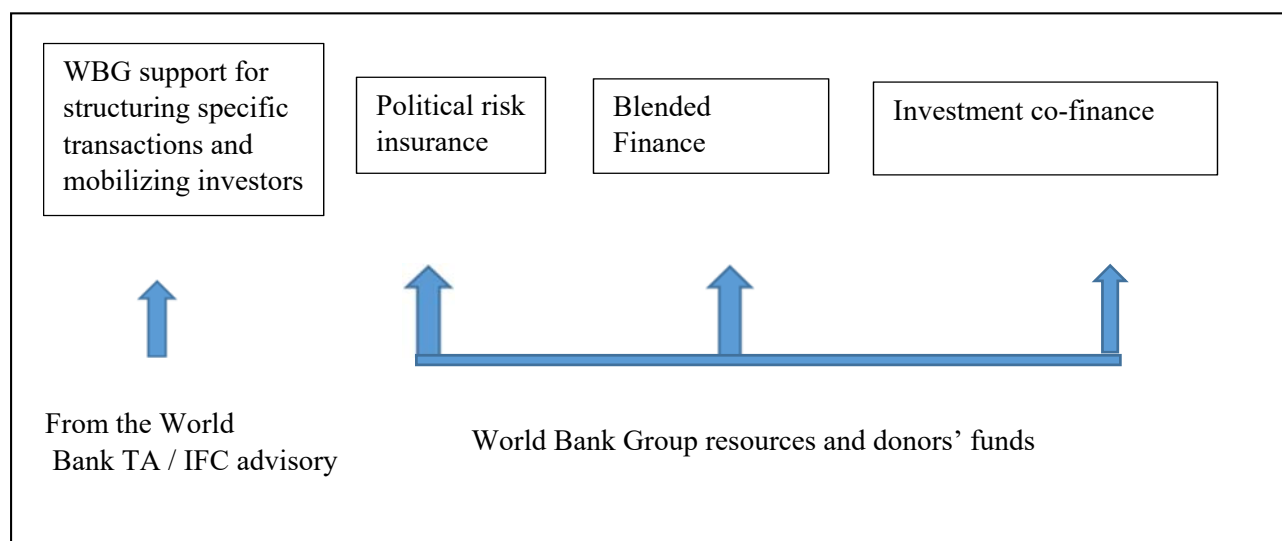 WBG support for
structuring specific
transactions and
mobilizing investors
Political risk
insurance
Blended
Finance
Investment co-finance
From the World
Bank TA / IFC advisory
World Bank Group resources and donors’ funds